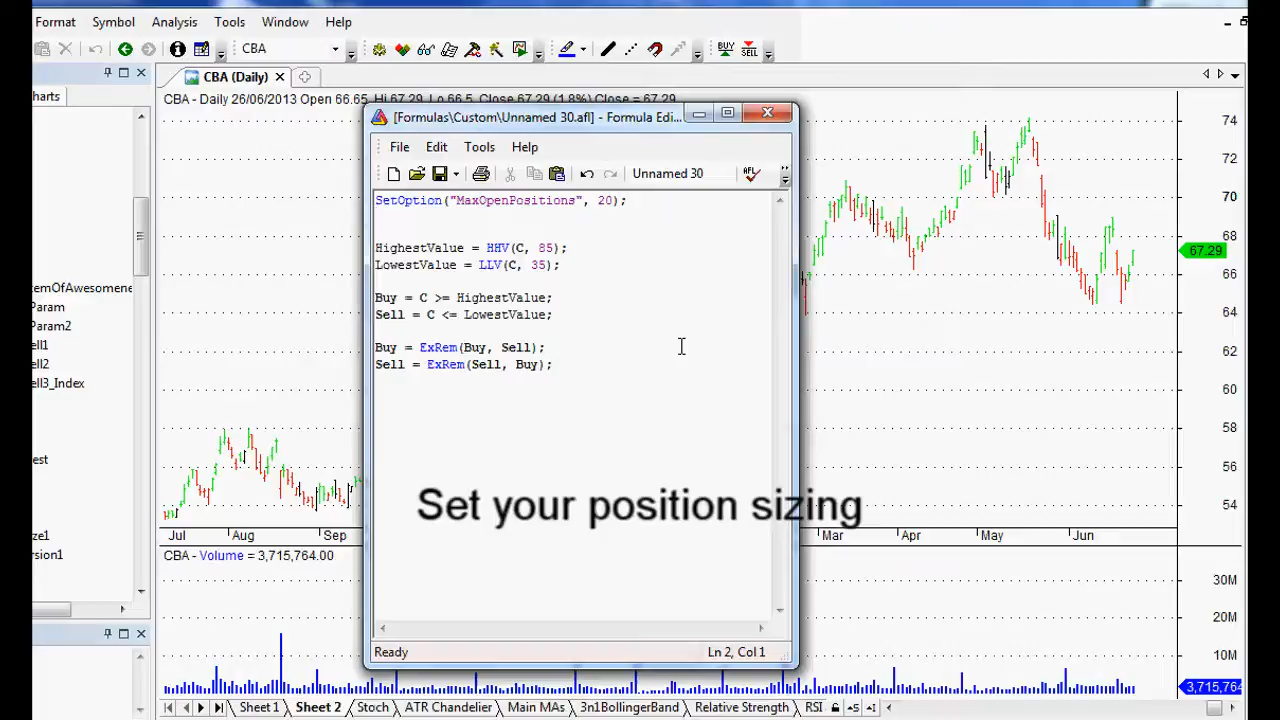 Format Symbol Analysis Tools Window Help
CBA
BUY SELL
CBA (Daily)
harts
CBA - Daily 26/06/2013 Open 66.65, Hi 67.29, Lo 66.5, Close 67.29 (1.8%) Close = 67.29
[Formulas\Custom\Unnamed 30.afl] - Formula Edi...
File Edit Tools Help
Unnamed 30
AFL
SetOption("MaxOpenPositions", 20);
HighestValue = HHV(C, 85);
LowestValue = LLV(C, 35);
Buy = C >= HighestValue;
Sell = C <= LowestValue;
Buy = ExRem(Buy, Sell);
Sell = ExRem(Sell, Buy);
Set your position sizing
Ready
Ln 2, Col 1
temOfAwesomene
Param
Param2
ell1
ell2
ell3_Index
est
ize1
ersion1
74
72
70
68
67.29
66
64
62
60
58
56
54
Jul Aug Sep Mar Apr May Jun
CBA - Volume = 3,715,764.00
30M
20M
10M
3,715,764
Sheet 1 Sheet 2 Stoch ATR Chandelier Main MAs 3n1BollingerBand Relative Strength RSI